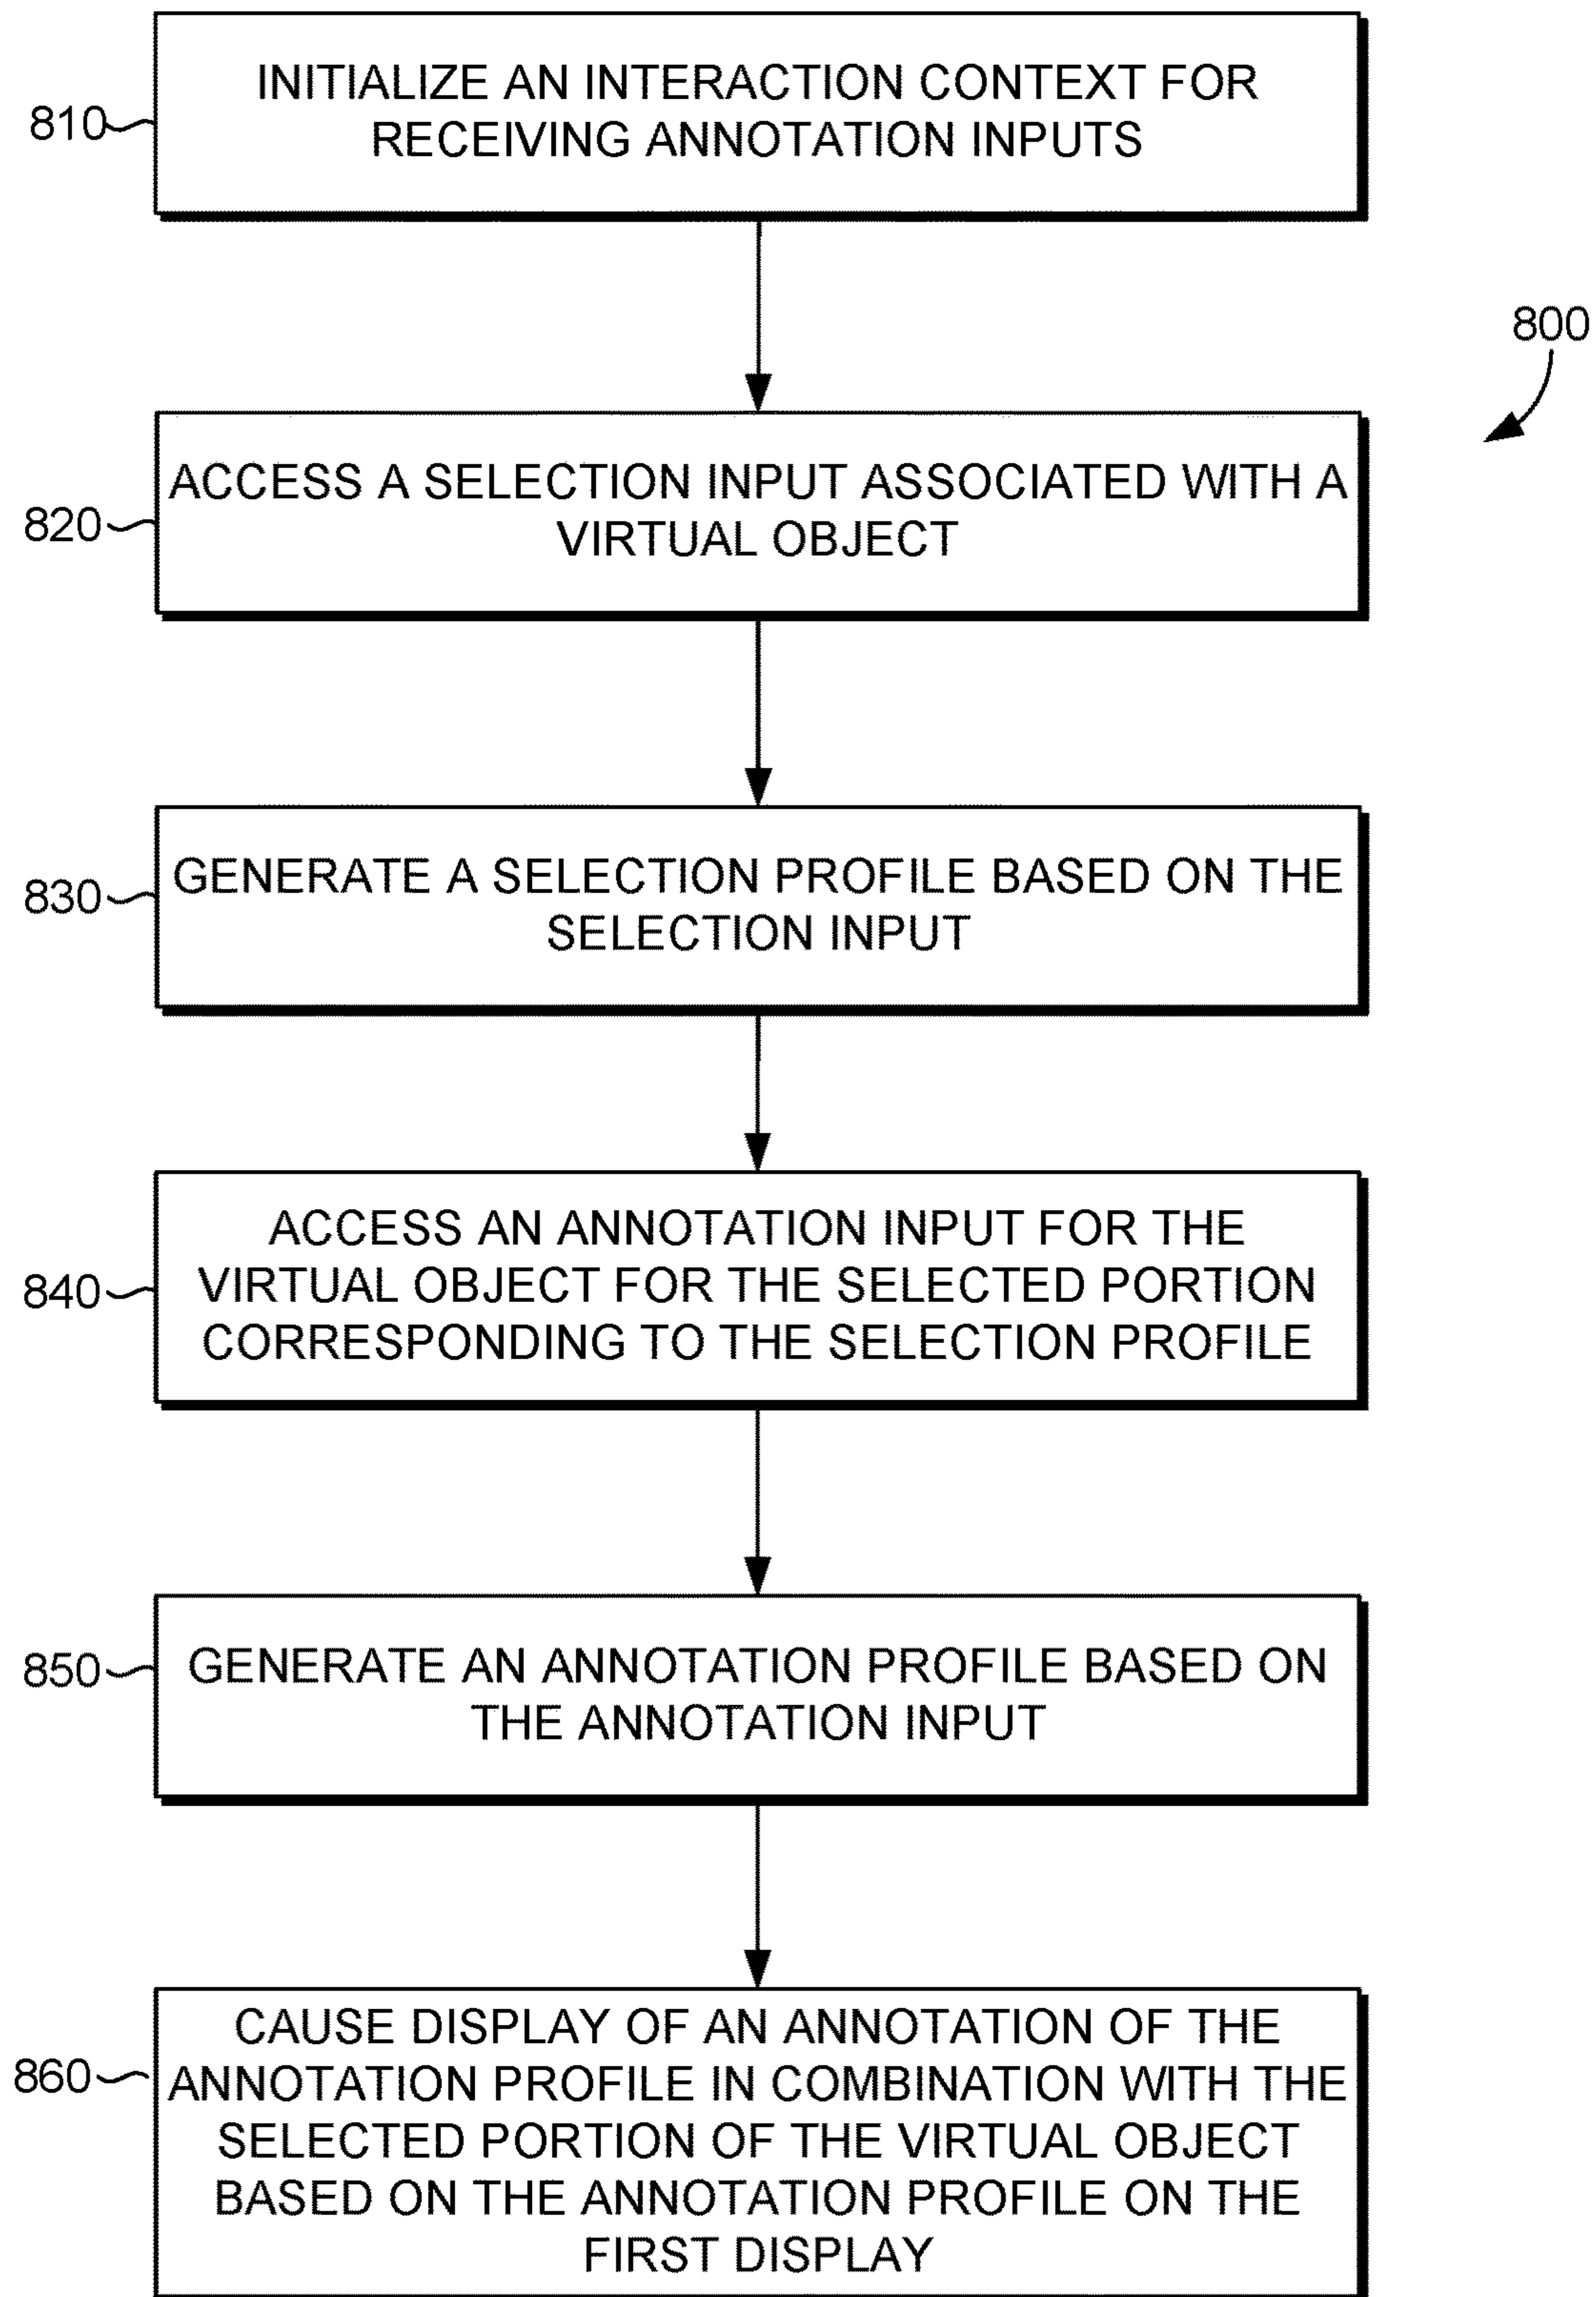 810
INITIALIZE AN INTERACTION CONTEXT FOR
RECEIVING ANNOTATION INPUTS
800
820
ACCESS A SELECTION INPUT ASSOCIATED WITH A
VIRTUAL OBJECT
830
GENERATE A SELECTION PROFILE BASED ON THE
SELECTION INPUT
840
ACCESS AN ANNOTATION INPUT FOR THE
VIRTUAL OBJECT FOR THE SELECTED PORTION
CORRESPONDING TO THE SELECTION PROFILE
850
GENERATE AN ANNOTATION PROFILE BASED ON
THE ANNOTATION INPUT
860
CAUSE DISPLAY OF AN ANNOTATION OF THE
ANNOTATION PROFILE IN COMBINATION WITH THE
SELECTED PORTION OF THE VIRTUAL OBJECT
BASED ON THE ANNOTATION PROFILE ON THE
FIRST DISPLAY